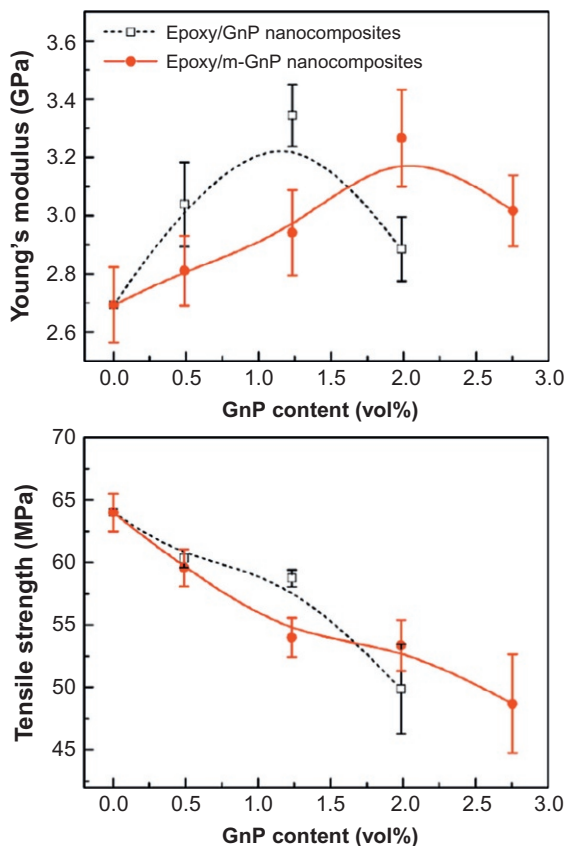 Epoxy/GnP nanocomposites
Epoxy/m-GnP nanocomposites
Young's modulus (GPa)
3.6
3.4
3.2
3.0
2.8
2.6
0.0 0.5 1.0 1.5 2.0 2.5 3.0
GnP content (vol%)
Tensile strength (MPa)
70
65
60
55
50
45
0.0 0.5 1.0 1.5 2.0 2.5 3.0
GnP content (vol%)